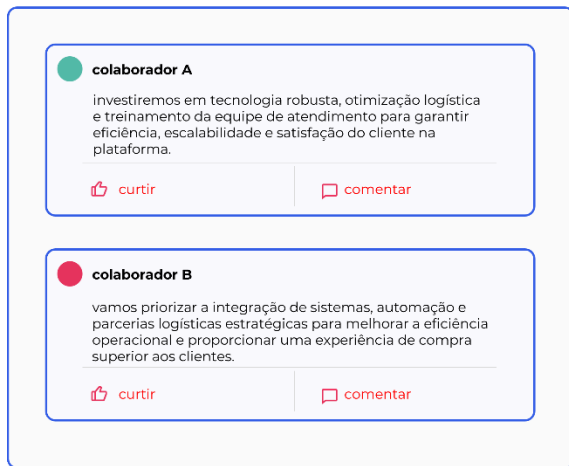 colaborador A
investiremos em tecnologia robusta, otimização logística
e treinamento da equipe de atendimento para garantir
eficiência, escalabilidade e satisfação do cliente na
plataforma.
curtir
comentar
colaborador B
vamos priorizar a integração de sistemas, automação e
parcerias logísticas estratégicas para melhorar a eficiência
operacional e proporcionar uma experiência de compra
superior aos clientes.
curtir
comentar